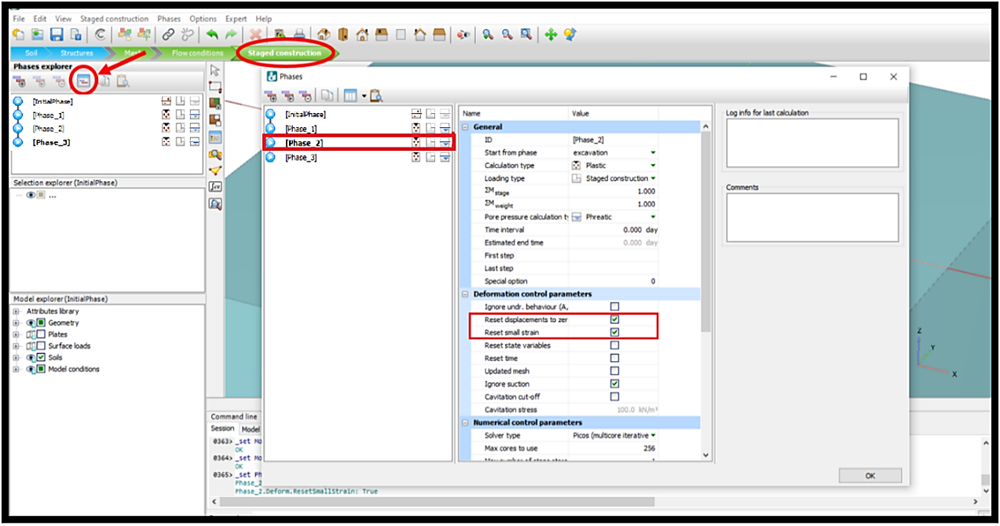 File Edit View Staged construction Phases Options Expert Help
Soil Structures Mesh Flow conditions Staged construction
Phases explorer
[InitialPhase]
[Phase_1]
[Phase_2]
[Phase_3]
Selection explorer (InitialPhase)
...
Model explorer (InitialPhase)
Attributes library
Geometry
Plates
Surface loads
Soils
Model conditions
Phases
[InitialPhase]
[Phase_1]
[Phase_2]
[Phase_3]
Name Value
General
ID [Phase_2]
Start from phase excavation
Calculation type Plastic
Loading type Staged construction
ΣM stage 1.000
ΣM weight 1.000
Pore pressure calculation t Phreatic
Time interval 0.000 day
Estimated end time 0.000 day
First step
Last step
Special option 0
Deformation control parameters
Ignore undr. behaviour (A,
Reset displacements to zer
Reset small strain
Reset state variables
Reset time
Updated mesh
Ignore suction
Cavitation cut-off
Cavitation stress 100.0 kN/m²
Numerical control parameters
Solver type Picos (multicore iterative
Max cores to use 256
Log info for last calculation
Comments
OK
Z
Y
X
Command line
Session Model
0363> _set Mo
OK
0364> _set Mo
OK
0365> _set Ph
Phase_2
Phase_2.Deform.ResetSmallStrain: True